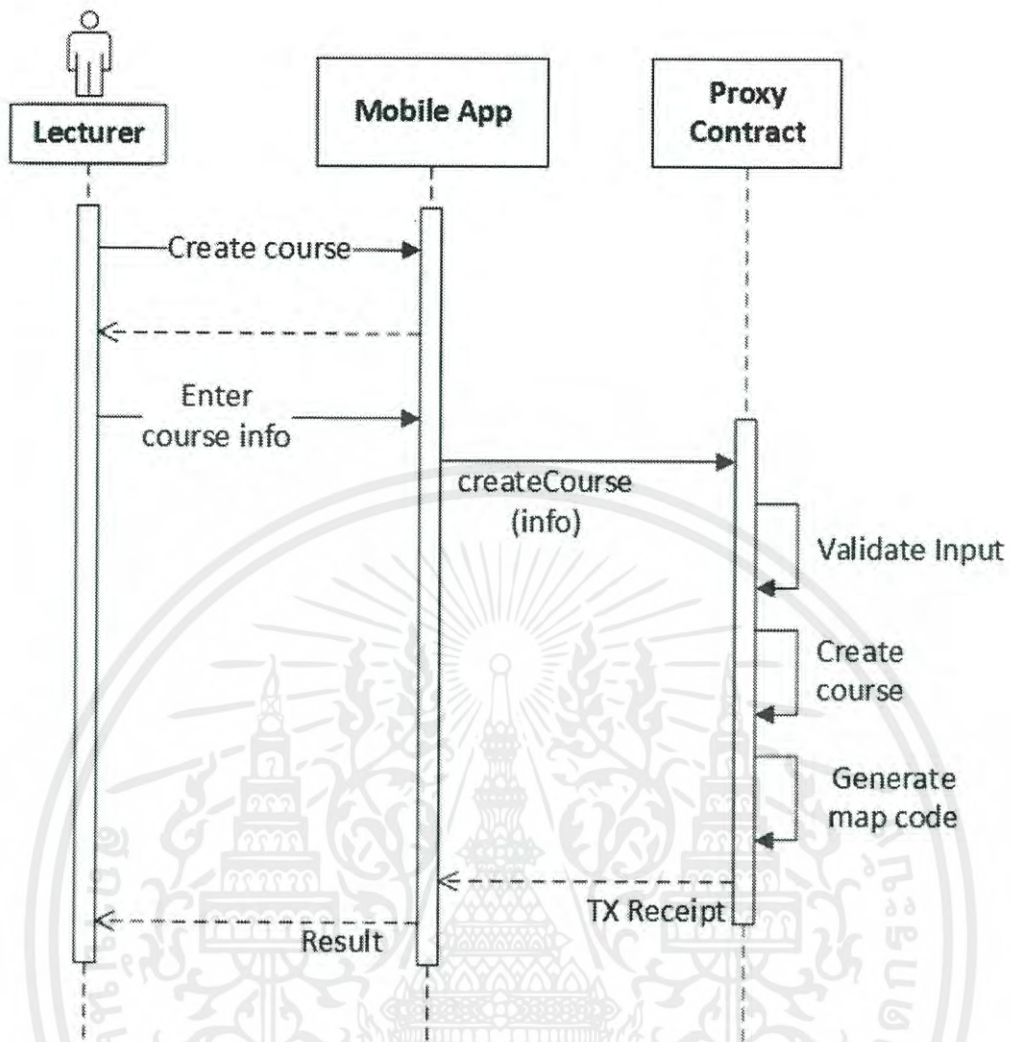 Lecturer
Mobile App
Proxy
Contract
Create course
Enter
course info
createCourse
(info)
Validate Input
Create
course
Generate
map code
TX Receipt
Result